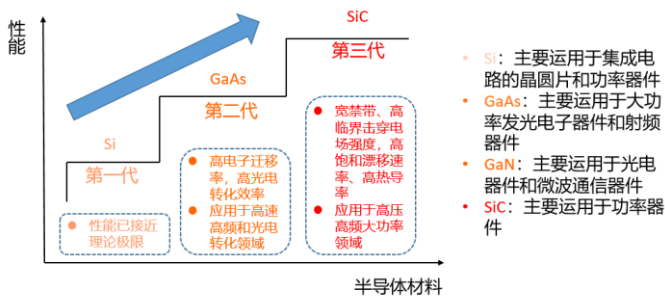 性能
SiC
第三代
GaAs
第二代
Si
第一代
● 性能已接近
理论极限
● 高电子迁移
率，高光电
转化效率
● 应用于高速
高频和光电
转化领域
● 宽禁带、高
临界击穿电
场强度，高
饱和漂移速
率、高热导
率
● 应用于高压
高频大功率
领域
半导体材料
• Si：主要运用于集成电
路的晶圆片和功率器件
• GaAs：主要运用于大功
率发光电子器件和射频
器件
• GaN：主要运用于光电
器件和微波通信器件
• SiC：主要运用于功率器
件